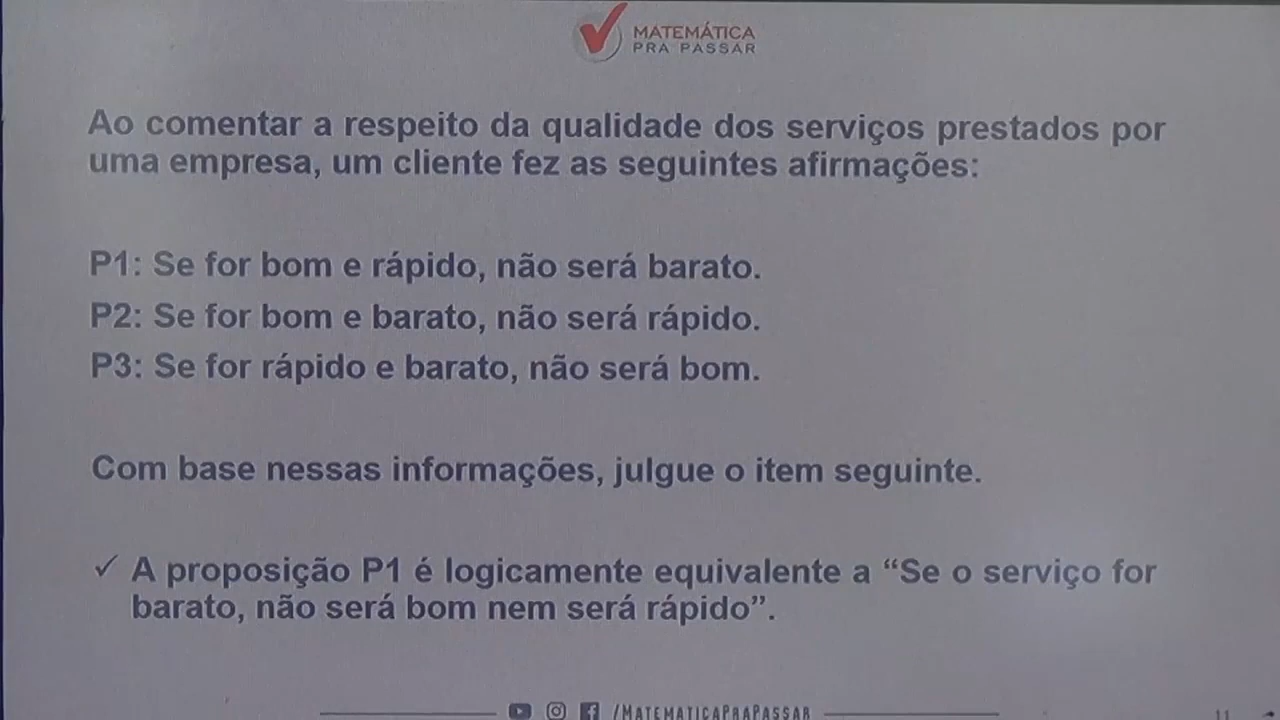 MATEMÁTICA
PRA PASSAR
Ao comentar a respeito da qualidade dos serviços prestados por
uma empresa, um cliente fez as seguintes afirmações:
P1: Se for bom e rápido, não será barato.
P2: Se for bom e barato, não será rápido.
P3: Se for rápido e barato, não será bom.
Com base nessas informações, julgue o item seguinte.
✓ A proposição P1 é logicamente equivalente a “Se o serviço for
barato, não será bom nem será rápido”.
/MATEMATICAPRAPASSAR
11